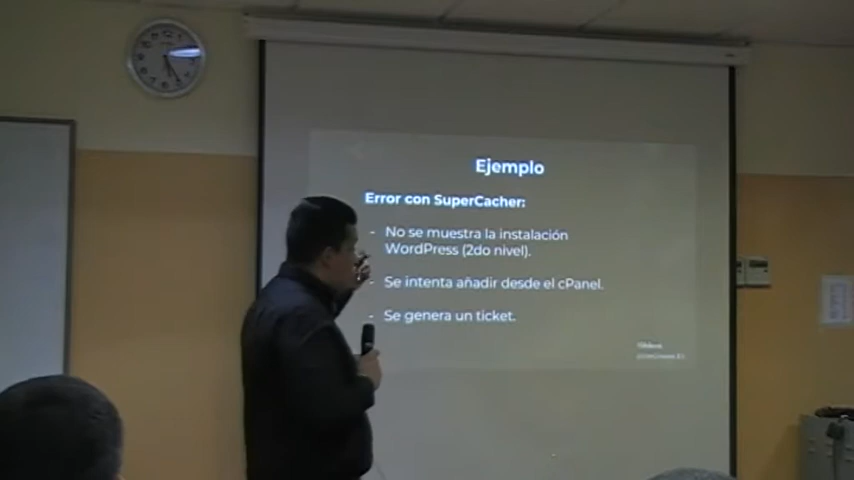 Ejemplo
Error con SuperCacher:
- No se muestra la instalación
WordPress (2do nivel).
- Se intenta añadir desde el cPanel.
- Se genera un ticket.